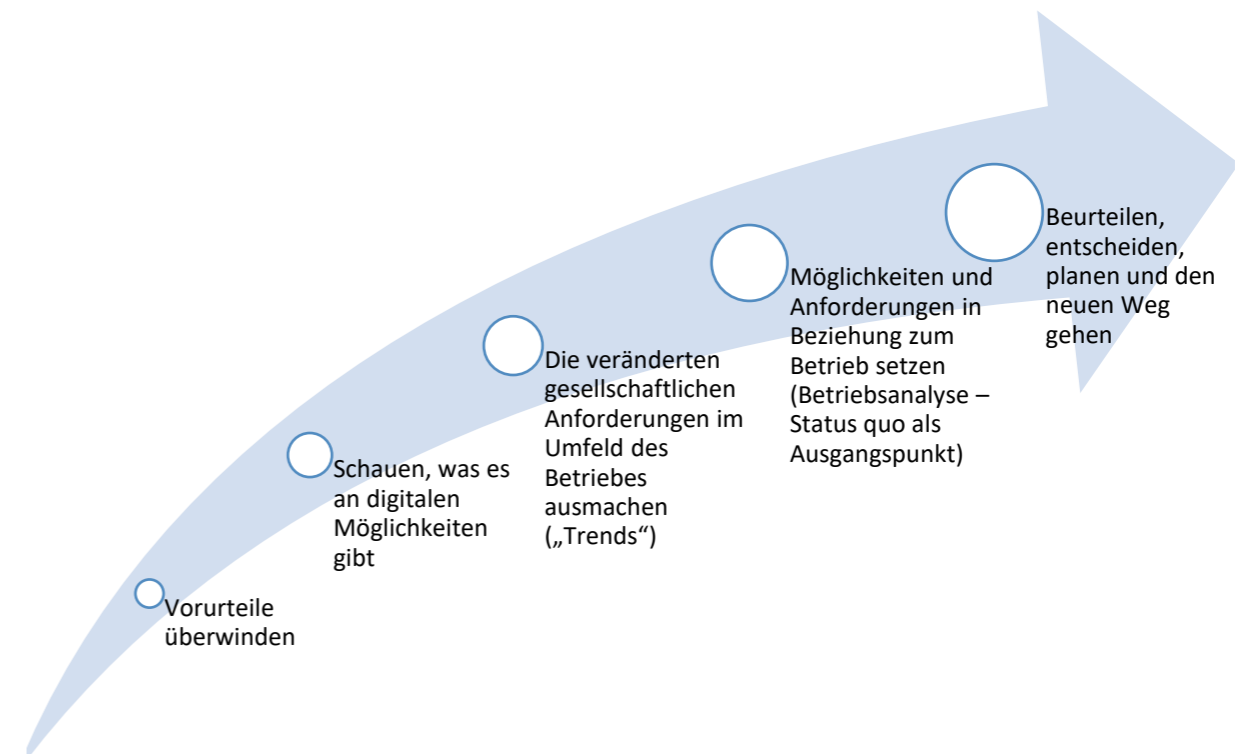 Vorurteile
überwinden
Schauen, was es
an digitalen
Möglichkeiten
gibt
Die veränderten
gesellschaftlichen
Anforderungen im
Umfeld des
Betriebes
ausmachen
(„Trends“)
Möglichkeiten und
Anforderungen in
Beziehung zum
Betrieb setzen
(Betriebsanalyse –
Status quo als
Ausgangspunkt)
Beurteilen,
entscheiden,
planen und den
neuen Weg
gehen